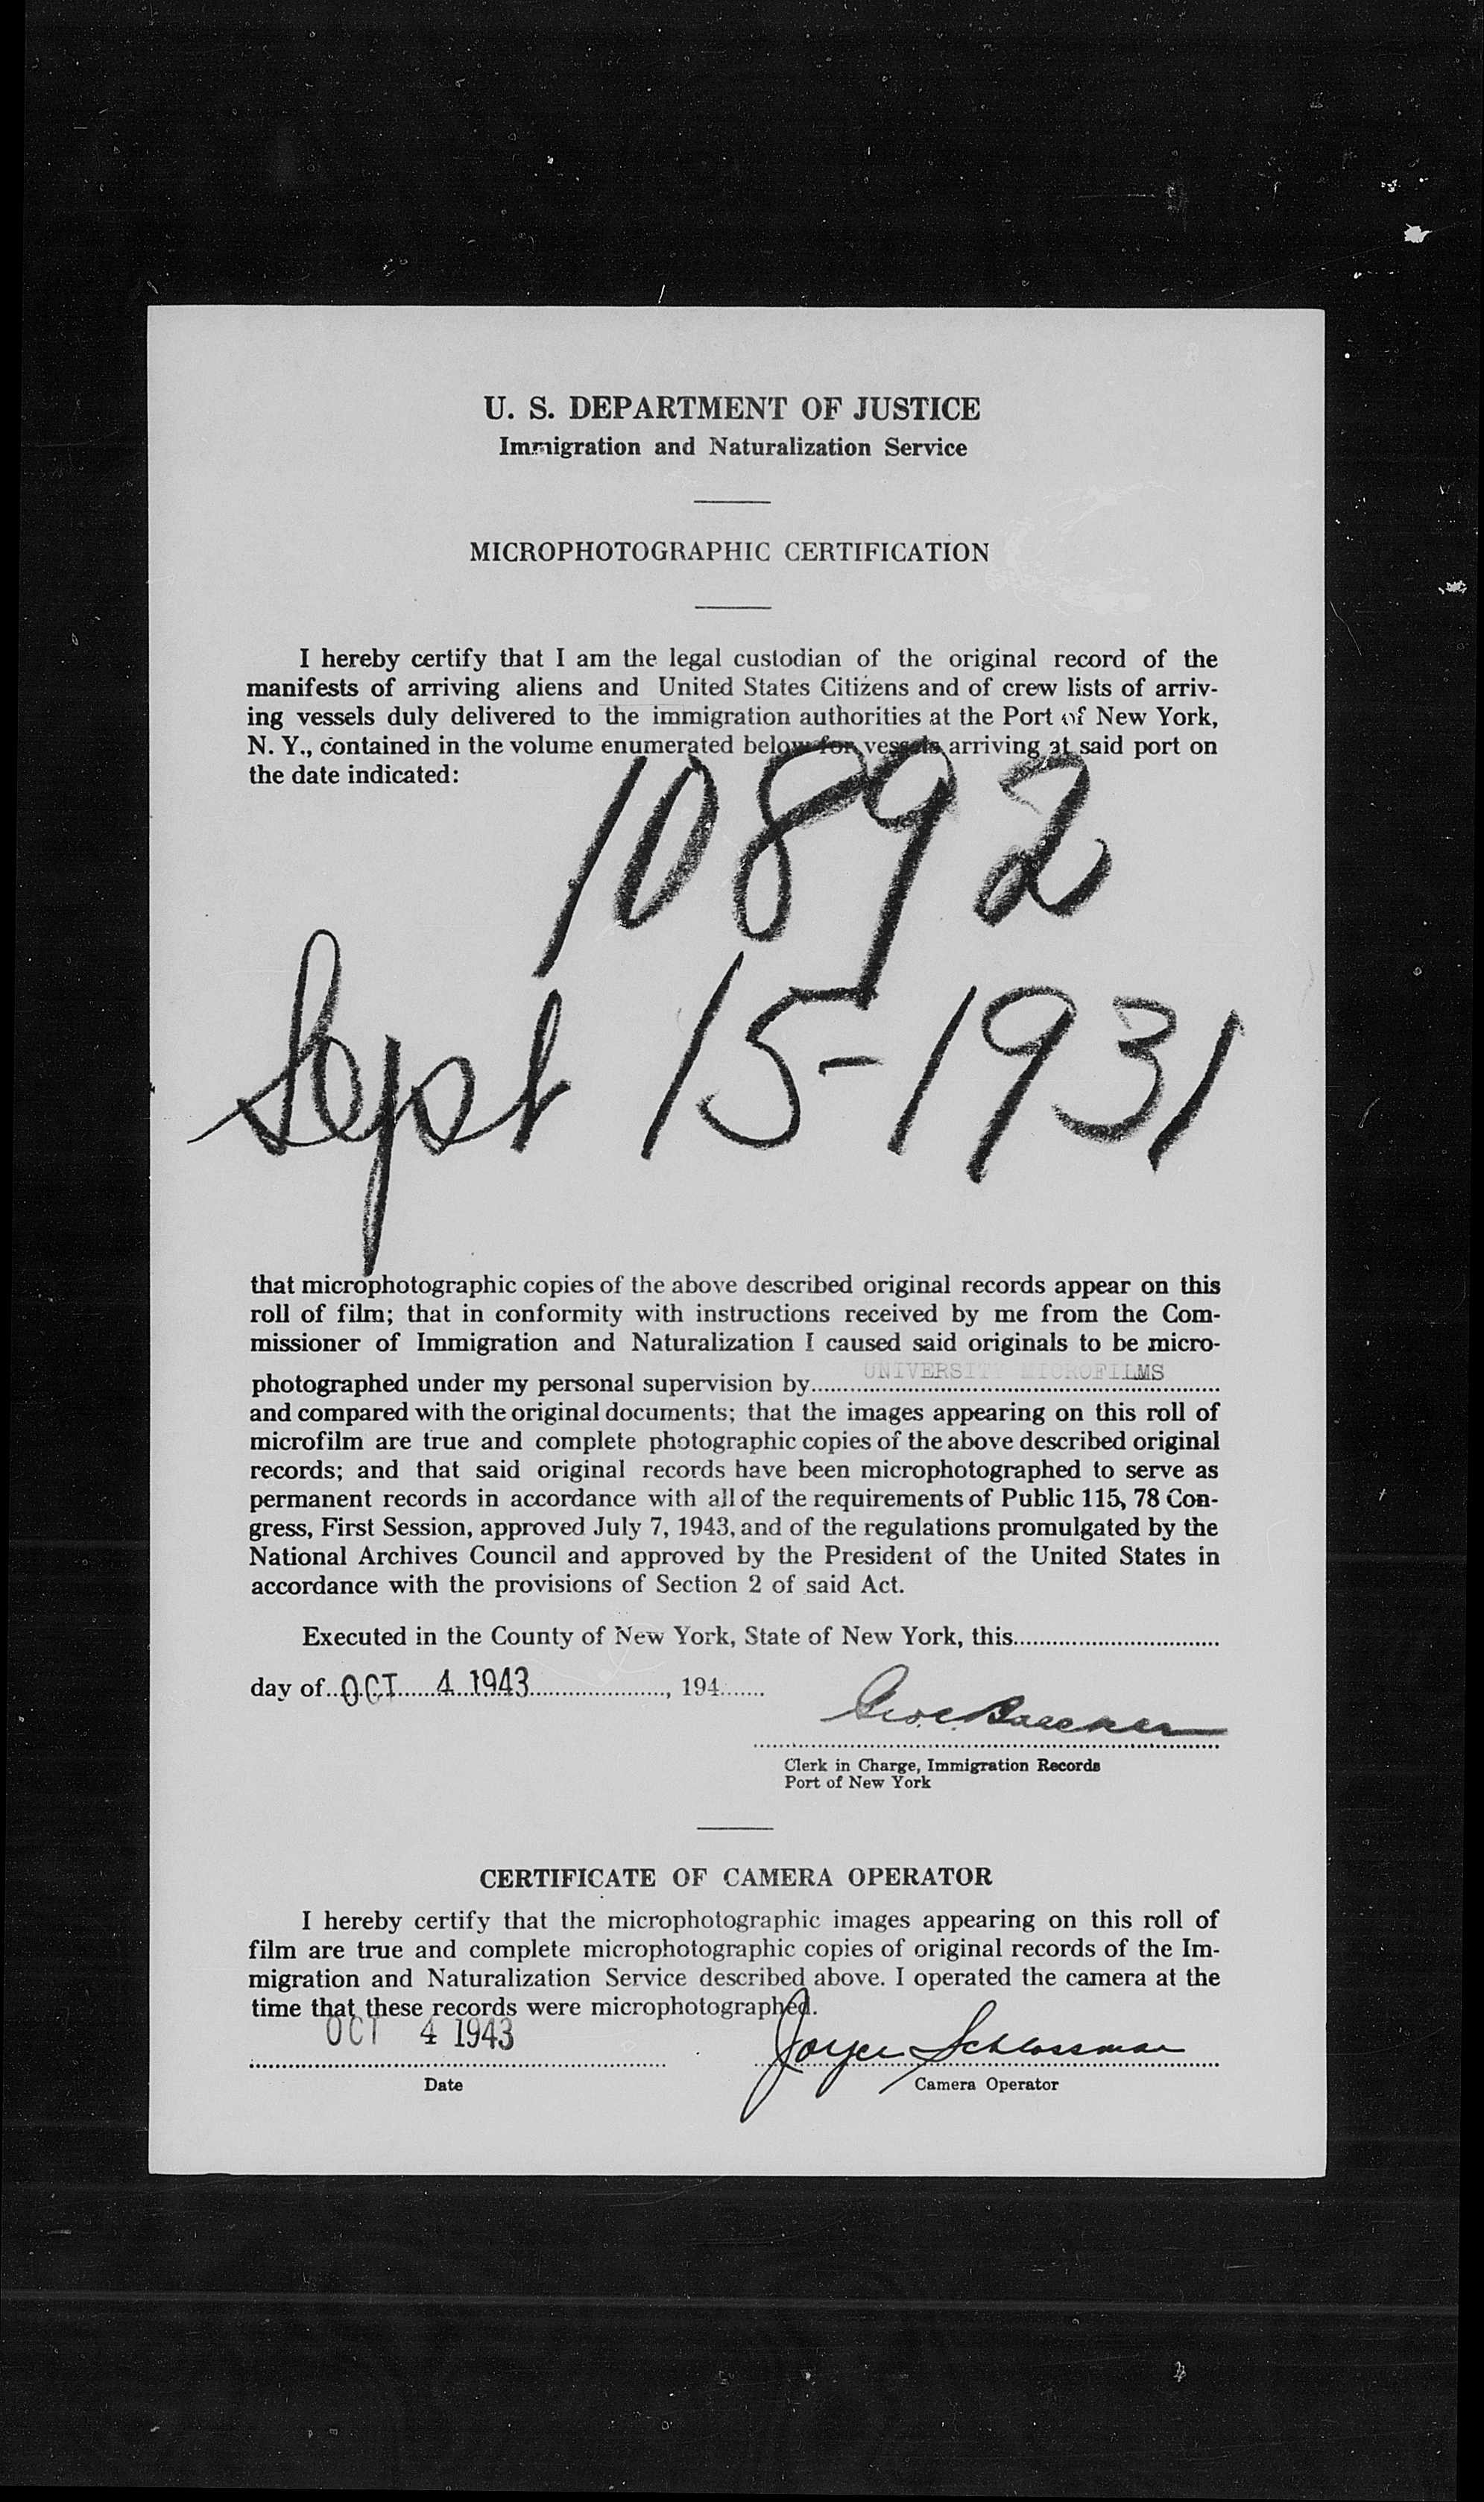 U. S. DEPARTMENT OF JUSTICE
Immigration and Naturalization Service
MICROPHOTOGRAPHIC CERTIFICATION
I hereby certify that I am the legal custodian of the original record of the
manifests of arriving aliens and United States Citizens and of crew lists of arriv-
ing vessels duly delivered to the immigration authorities at the Port of New York,
N. Y., contained in the volume enumerated below for vessels arriving at said port on
the date indicated:
10892
Sept 15-1931
that microphotographic copies of the above described original records appear on this
roll of film; that in conformity with instructions received by me from the Com-
missioner of Immigration and Naturalization I caused said originals to be micro-
UNIVERSITY MICROFILMS
photographed under my personal supervision by
and compared with the original documents; that the images appearing on this roll of
microfilm are true and complete photographic copies of the above described original
records; and that said original records have been microphotographed to serve as
permanent records in accordance with all of the requirements of Public 115, 78 Con-
gress, First Session, approved July 7, 1943, and of the regulations promulgated by the
National Archives Council and approved by the President of the United States in
accordance with the provisions of Section 2 of said Act.
Executed in the County of New York, State of New York, this
day of OCT 4 1943, 194
Clerk in Charge, Immigration Records
Port of New York
CERTIFICATE OF CAMERA OPERATOR
I hereby certify that the microphotographic images appearing on this roll of
film are true and complete microphotographic copies of original records of the Im-
migration and Naturalization Service described above. I operated the camera at the
time that these records were microphotographed.
OCT 4 1943 Joyce Schlossman
Date Camera Operator